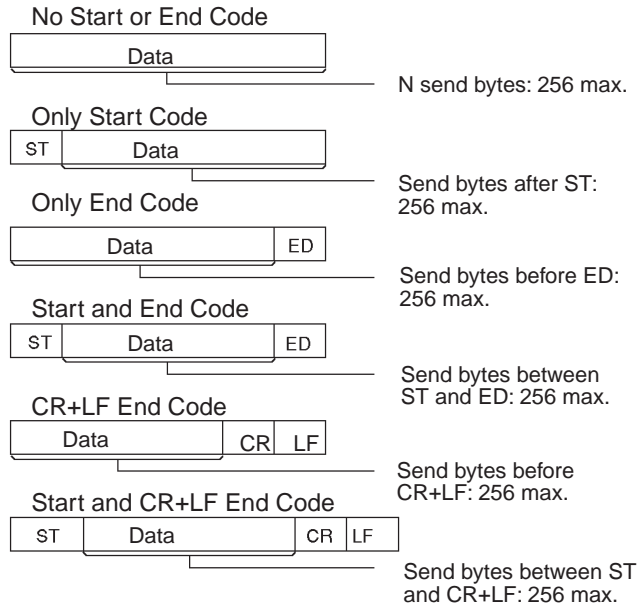 No Start or End Code
Data
N send bytes: 256 max.
Only Start Code
ST Data
Send bytes after ST:
256 max.
Only End Code
Data ED
Send bytes before ED:
256 max.
Start and End Code
ST Data ED
Send bytes between
ST and ED: 256 max.
CR+LF End Code
Data CR LF
Send bytes before
CR+LF: 256 max.
Start and CR+LF End Code
ST Data CR LF
Send bytes between ST
and CR+LF: 256 max.